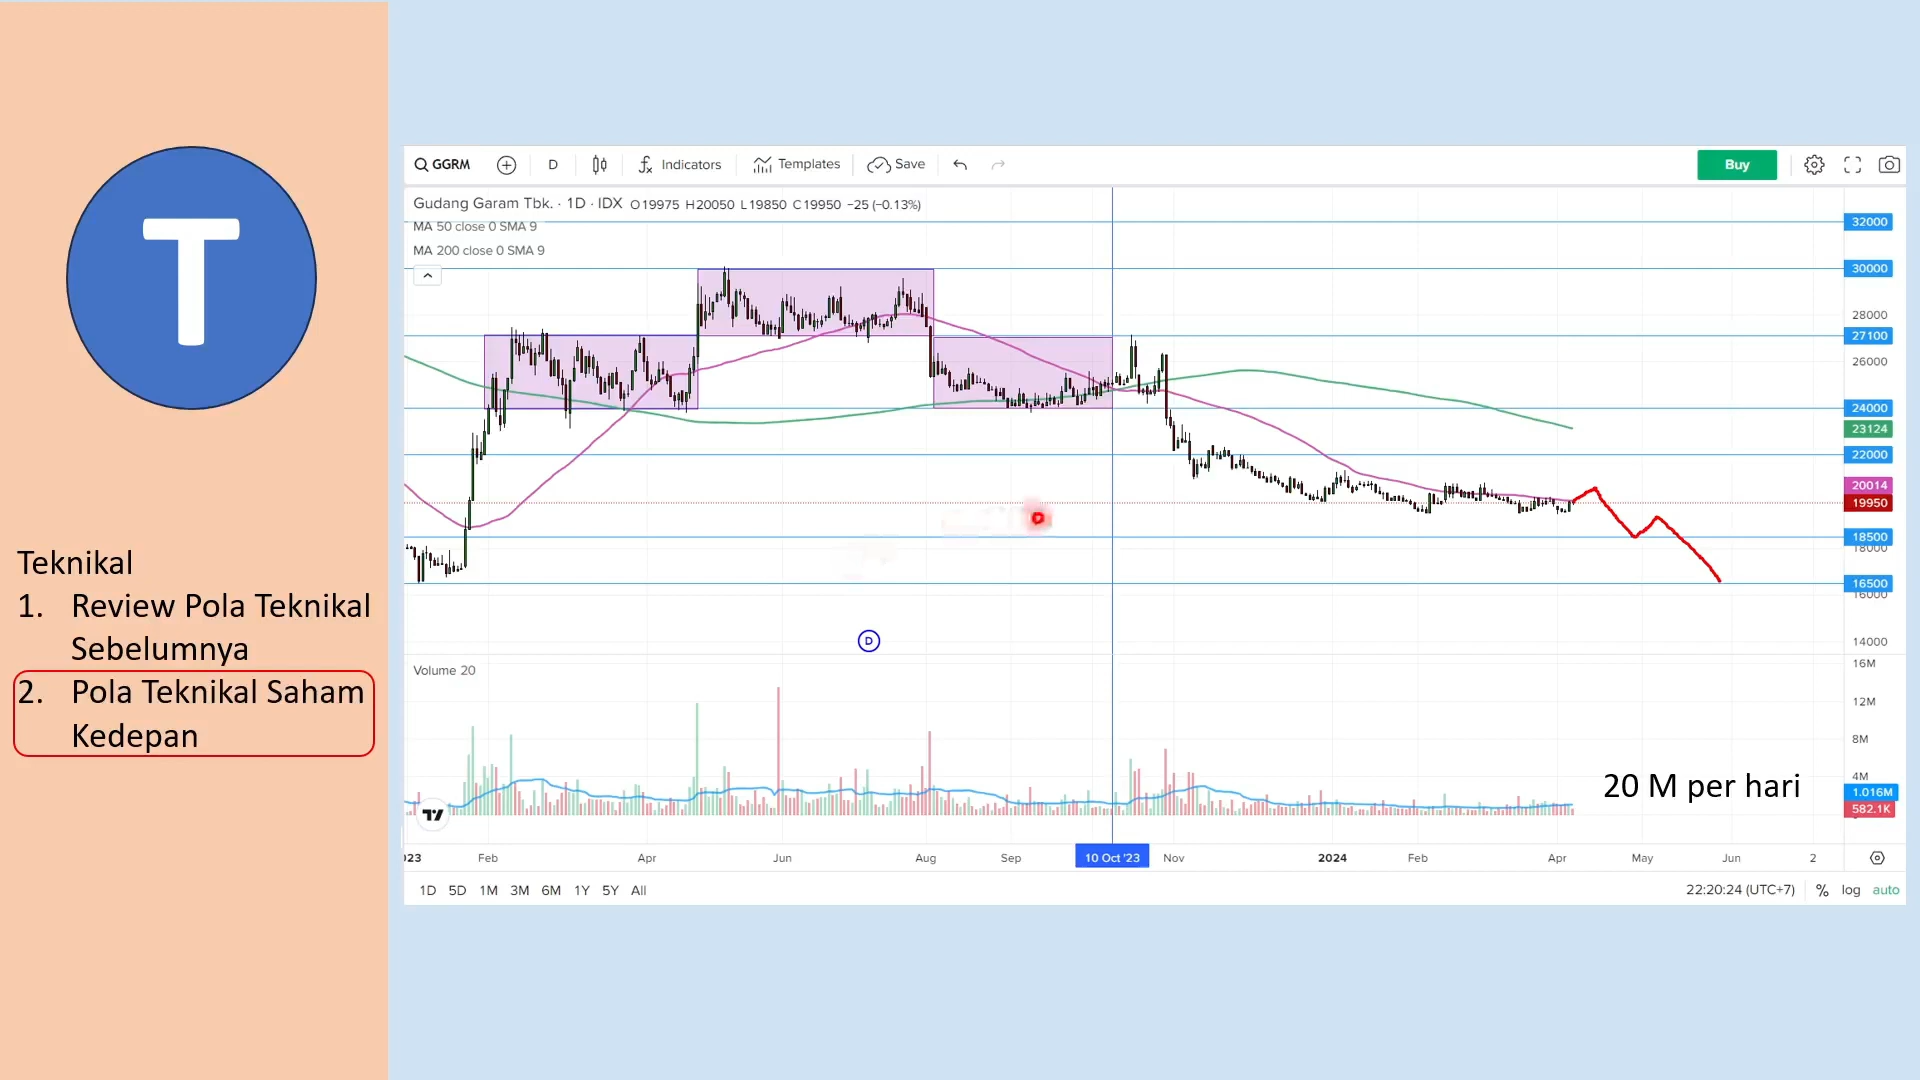 T
Teknikal
1. Review Pola Teknikal
Sebelumnya
2. Pola Teknikal Saham
Kedepan
GGRM D Indicators Templates Save Buy
Gudang Garam Tbk. · 1D · IDX O19975 H20050 L19850 C19950 −25 (−0.13%)
MA 50 close 0 SMA 9
MA 200 close 0 SMA 9
32000
30000
28000
27100
26000
24000
23124
22000
20014
19950
18500
18000
16500
16000
14000
D
Volume 20
16M
12M
8M
4M
20 M per hari
1.016M
582.1K
023 Feb Apr Jun Aug Sep 10 Oct '23 Nov 2024 Feb Apr May Jun 2
1D 5D 1M 3M 6M 1Y 5Y All 22:20:24 (UTC+7) % log auto